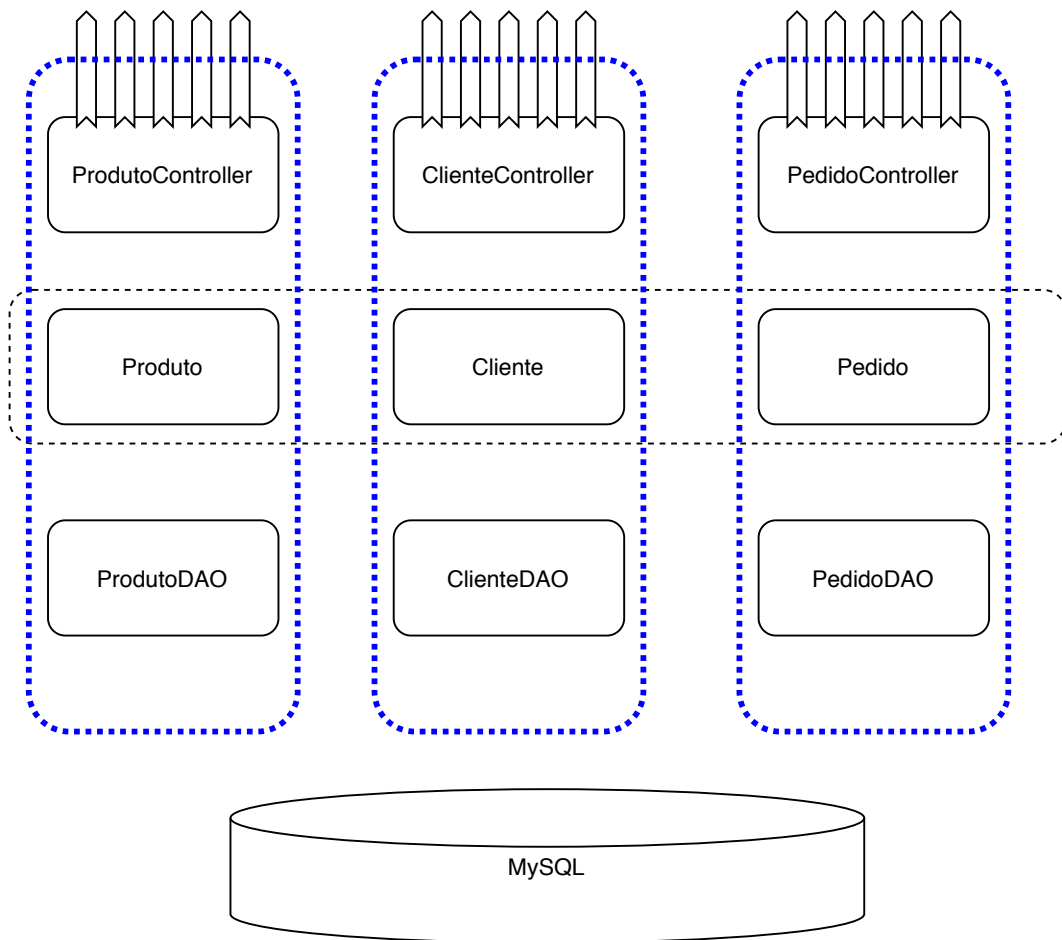 ProdutoController
ClienteController
PedidoController
Produto
Cliente
Pedido
ProdutoDAO
ClienteDAO
PedidoDAO
MySQL